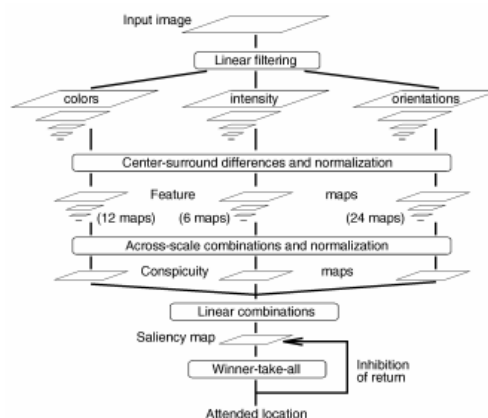 Input image
Linear filtering
colors intensity orientations
Center-surround differences and normalization
Feature maps
(12 maps) (6 maps) (24 maps)
Across-scale combinations and normalization
Conspicuity maps
Linear combinations
Saliency map
Winner-take-all
Inhibition
of return
Attended location